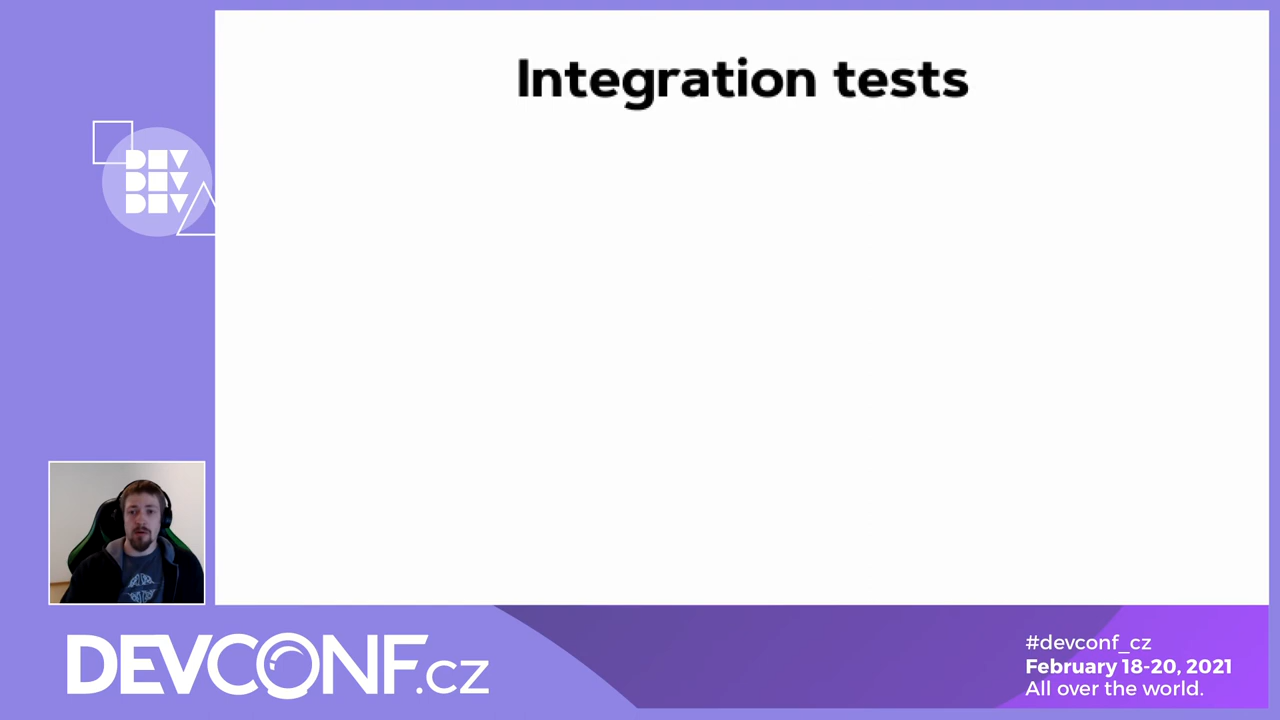 Integration tests
DEV
DEV
DEV
DEVCONF.cz
#devconf_cz
February 18-20, 2021
All over the world.